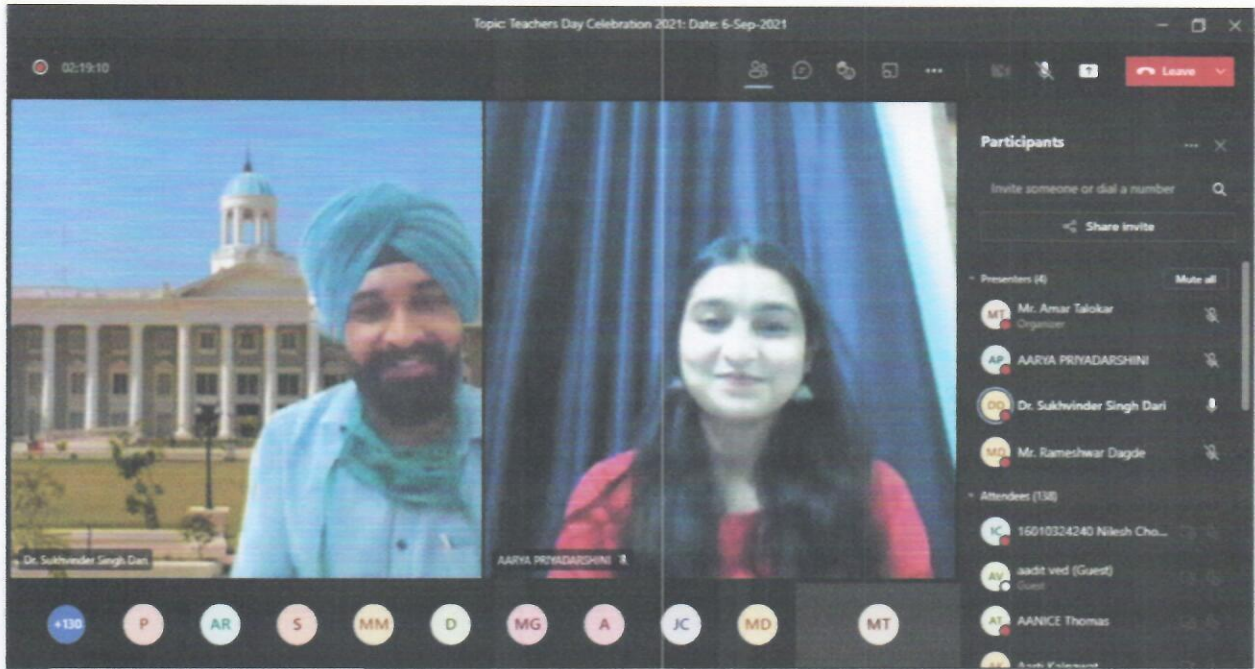 Topic: Teachers Day Celebration 2021: Date: 6-Sep-2021
02:19:10
Leave
Participants
Invite someone or dial a number
Share invite
Presenters (4)
Mute all
MT
Mr. Amar Talokar
Organizer
AP
AARYA PRIYADARSHINI
DD
Dr. Sukhvinder Singh Dari
MD
Mr. Rameshwar Dagde
Attendees (138)
1C
16010324240 Nilesh Cho...
AV
aadit ved (Guest)
Guest
AT
AANICE Thomas
AK
Dr. Sukhvinder Singh Dari
AARYA PRIYADARSHINI
+130
P
AR
S
MM
D
MG
A
JC
MD
MT